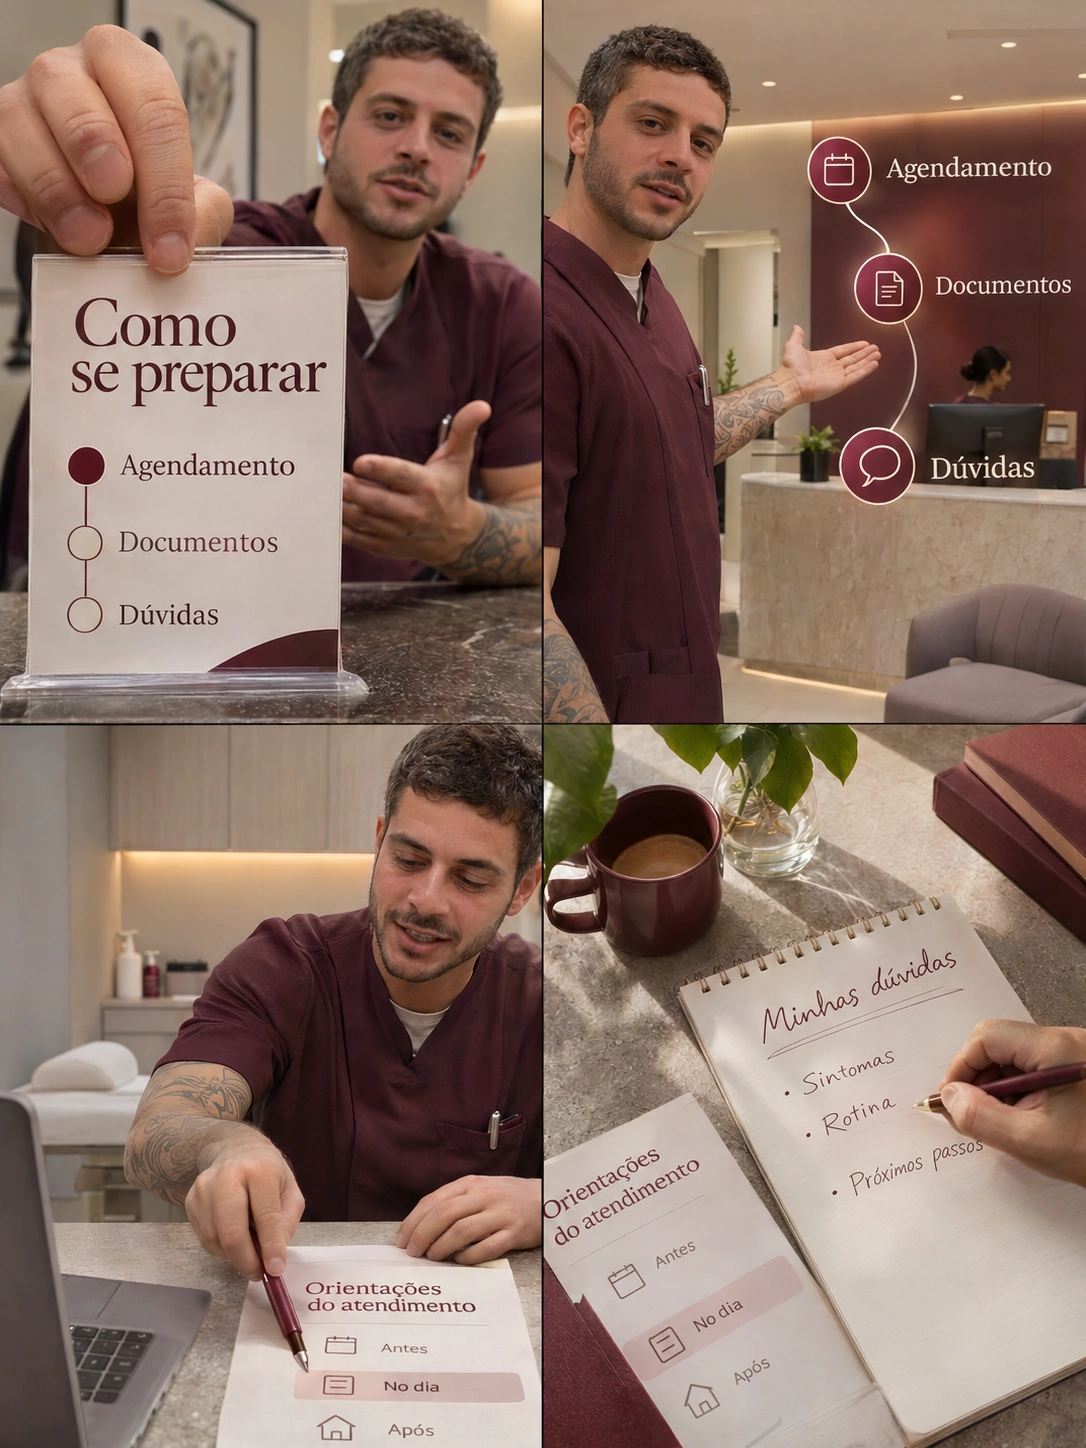 Como
se preparar
Agendamento
Documentos
Dúvidas
Agendamento
Documentos
Dúvidas
Orientações
do atendimento
Antes
No dia
Após
Minhas dúvidas
• Sintomas
• Rotina
• Próximos passos
Orientações
do atendimento
Antes
No dia
Após